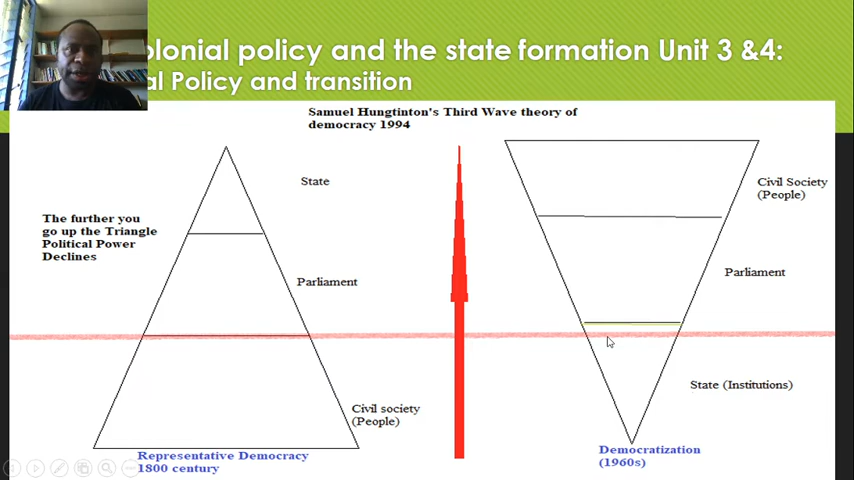 olonial policy and the state formation Unit 3 &4:
al Policy and transition
Samuel Hungtinton's Third Wave theory of
democracy 1994
State
The further you
go up the Triangle
Political Power
Declines
Parliament
Civil society
(People)
Representative Democracy
1800 century
Civil Society
(People)
Parliament
State (Institutions)
Democratization
(1960s)